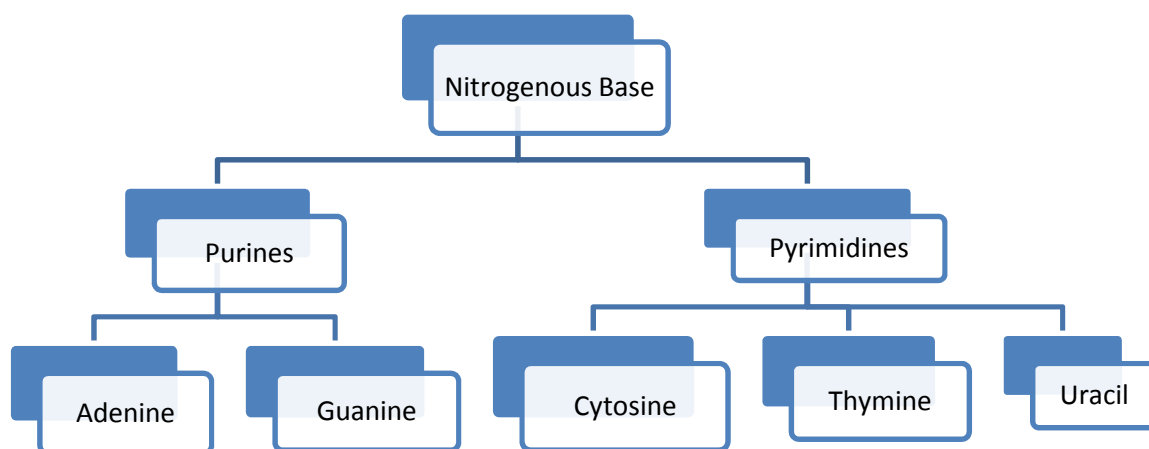 Nitrogenous Base
Purines
Pyrimidines
Adenine
Guanine
Cytosine
Thymine
Uracil